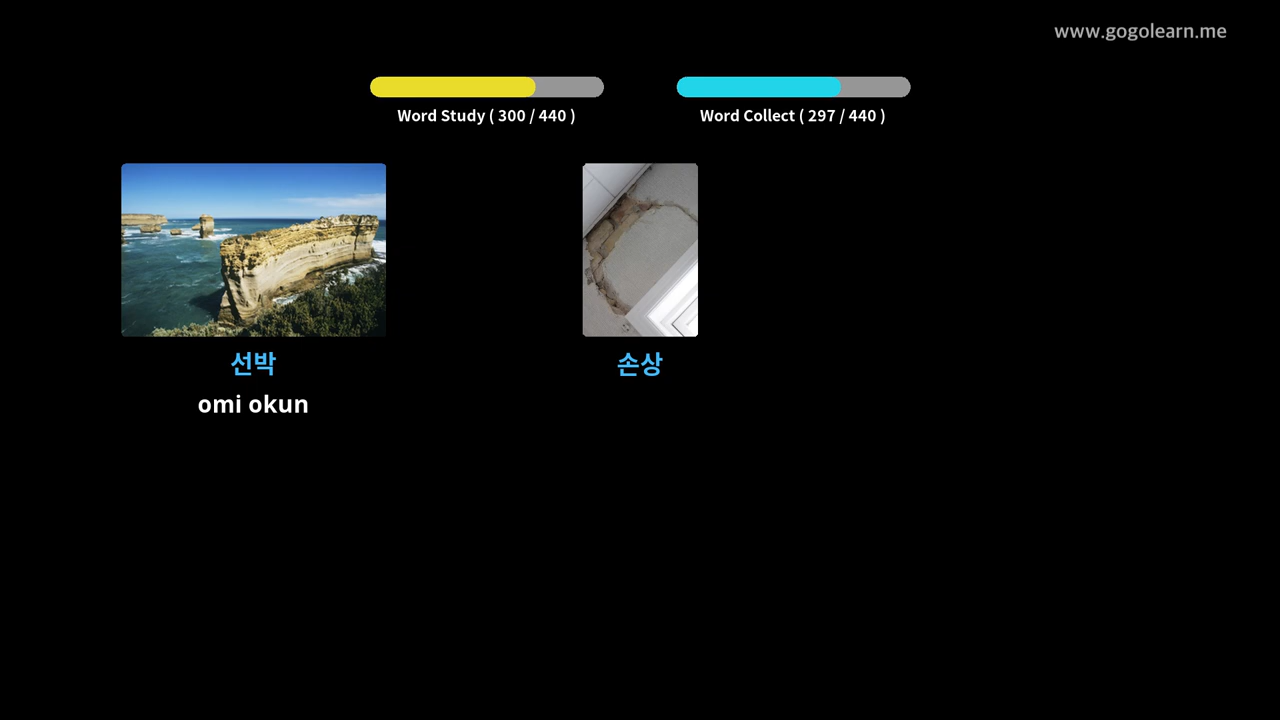 www.gogolearn.me
Word Study ( 300 / 440 )
Word Collect ( 297 / 440 )
선박
손상
omi okun